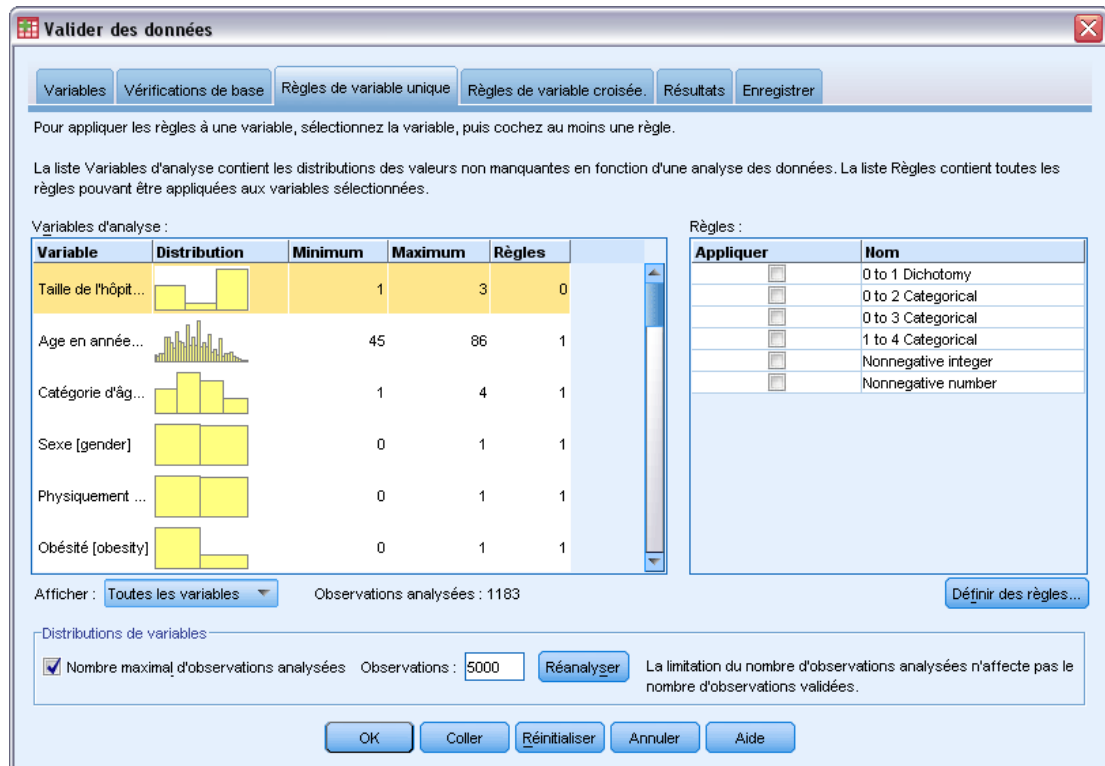 Valider des données
Variables Vérifications de base Règles de variable unique Règles de variable croisée. Résultats Enregistrer
Pour appliquer les règles à une variable, sélectionnez la variable, puis cochez au moins une règle.
La liste Variables d'analyse contient les distributions des valeurs non manquantes en fonction d'une analyse des données. La liste Règles contient toutes les
règles pouvant être appliquées aux variables sélectionnées.
Variables d'analyse :
Variable Distribution Minimum Maximum Règles
Taille de l'hôpit... 1 3 0
Age en année... 45 86 1
Catégorie d'âg... 1 4 1
Sexe [gender] 0 1 1
Physiquement ... 0 1 1
Obésité [obesity] 0 1 1
Règles :
Appliquer Nom
0 to 1 Dichotomy
0 to 2 Categorical
0 to 3 Categorical
1 to 4 Categorical
Nonnegative integer
Nonnegative number
Afficher : Toutes les variables Observations analysées : 1183
Définir des règles...
Distributions de variables
Nombre maximal d'observations analysées Observations : 5000 Réanalyser
La limitation du nombre d'observations analysées n'affecte pas le
nombre d'observations validées.
OK Coller Réinitialiser Annuler Aide